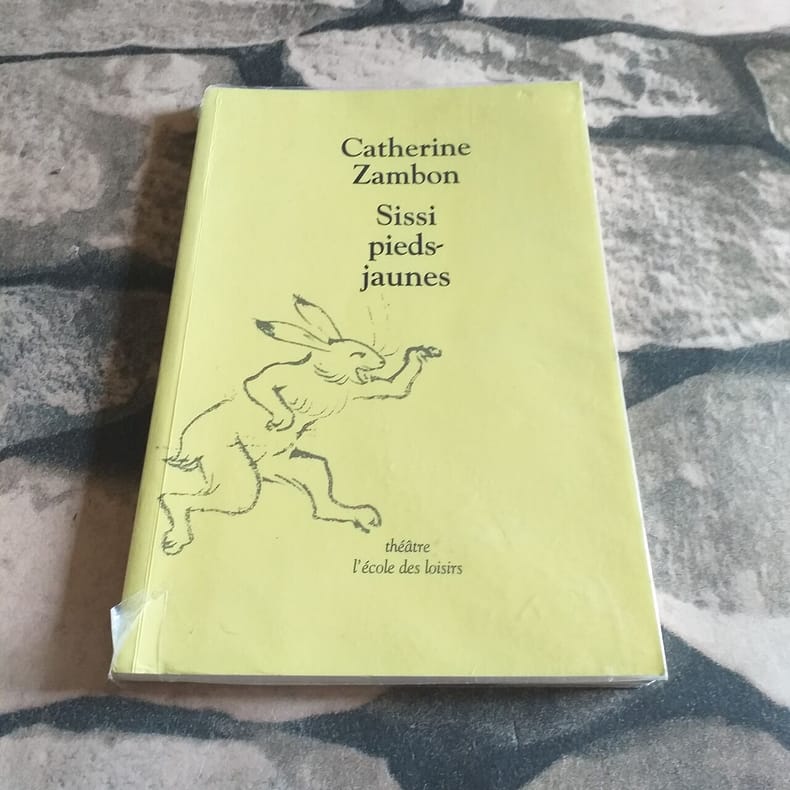 Catherine
Zambon
Sissi
pieds-
jaunes
théâtre
l'école des loisirs